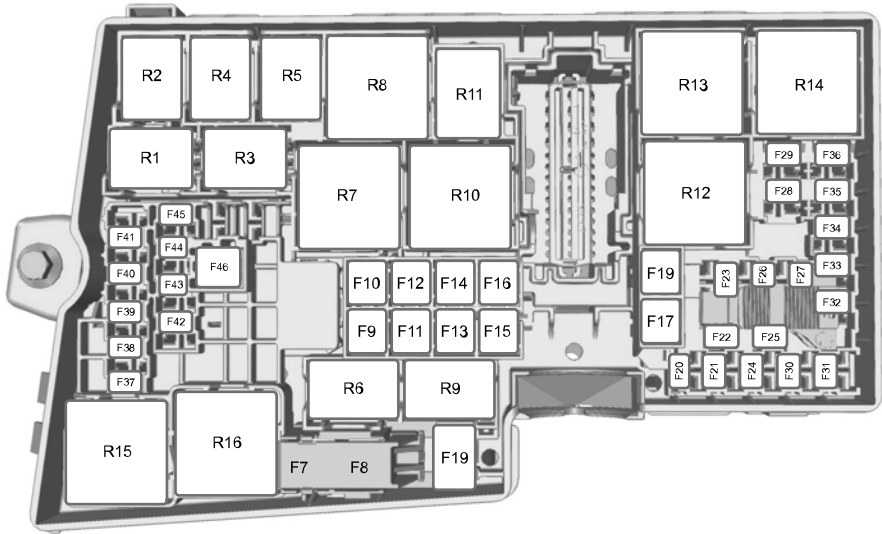 R2 R4 R5 R8 R11 R13 R14
R1 R3 F29 F36
R7 R10 R12 F28 F35
F45
F41 F44 F34
F40 F43 F46 F10 F12 F14 F16 F19 F23 F26 F27 F33
F39 F42 F9 F11 F13 F15 F17 F22 F25 F32
F38
F37 R6 R9 F20 F21 F24 F30 F31
R15 R16 F7 F8 F19